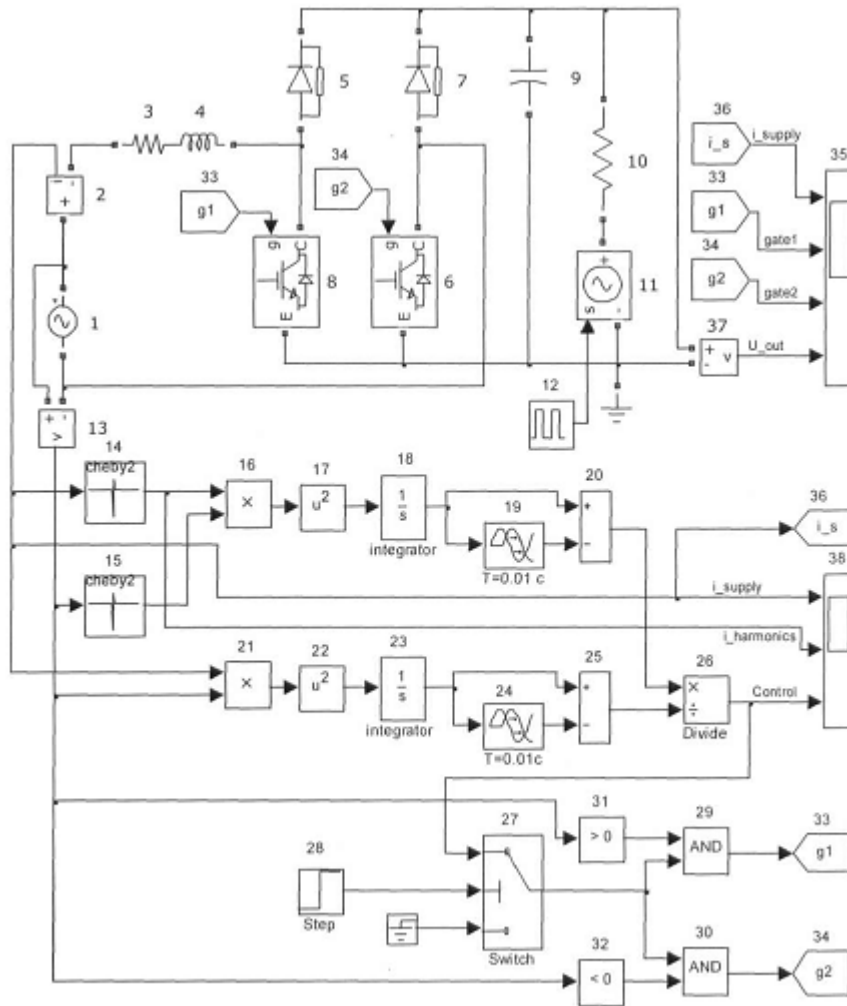 5
7
9
3
4
36
i_s
i_supply
35
34
g2
33
g1
10
33
g1
gate1
2
+
-
34
g2
gate2
g
C
E
8
g
C
E
6
+
s
-
11
37
+
-
v
U_out
1
12
+
-
v
13
14
cheby2
16
×
17
u²
18
1
s
integrator
20
+
-
19
T=0.01 c
36
i_s
15
cheby2
38
i_supply
i_harmonics
21
×
22
u²
23
1
s
integrator
25
+
-
26
×
÷
Divide
Control
24
T=0.01c
31
> 0
29
AND
33
g1
27
28
Step
Switch
32
< 0
30
AND
34
g2